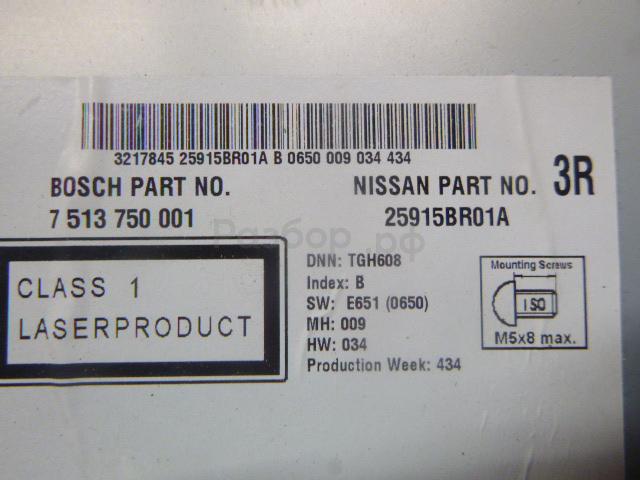 3217845 25915BR01A B 0650 009 034 434
BOSCH PART NO.
7 513 750 001
NISSAN PART NO.
25915BR01A
3R
Разбор.рф
CLASS 1
LASERPRODUCT
DNN: TGH608
Index: B
SW: E651 (0650)
MH: 009
HW: 034
Production Week: 434
Mounting Screws
ISO
M5x8 max.